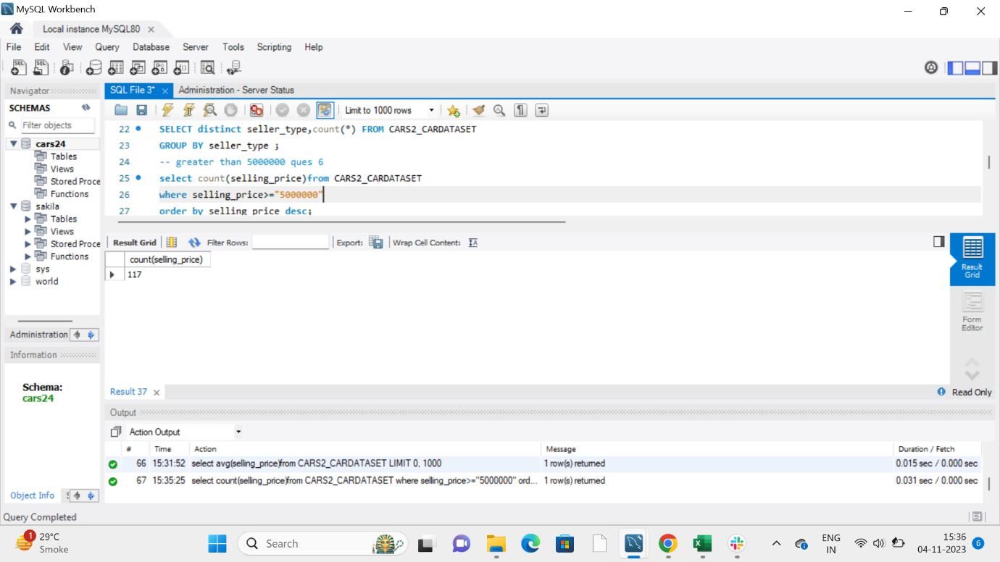 MySQL Workbench
Local instance MySQL80
File Edit View Query Database Server Tools Scripting Help
Navigator
SCHEMAS
Filter objects
cars24
Tables
Views
Stored Proce
Functions
sakila
Tables
Views
Stored Proce
Functions
sys
world
Administration
Information
Schema:
cars24
Object Info
SQL File 3* Administration - Server Status
Limit to 1000 rows
22 SELECT distinct seller_type,count(*) FROM CARS2_CARDATASET
23 GROUP BY seller_type ;
24 -- greater than 5000000 ques 6
25 select count(selling_price)from CARS2_CARDATASET
26 where selling_price>="5000000"
27 order by selling_price desc;
Result Grid Filter Rows: Export: Wrap Cell Content:
count(selling_price)
117
Result Grid
Form Editor
Result 37
Read Only
Output
Action Output
# Time Action Message Duration / Fetch
66 15:31:52 select avg(selling_price)from CARS2_CARDATASET LIMIT 0, 1000 1 row(s) returned 0.015 sec / 0.000 sec
67 15:35:25 select count(selling_price)from CARS2_CARDATASET where selling_price>="5000000" ord... 1 row(s) returned 0.031 sec / 0.000 sec
Query Completed
1
29°C
Smoke
Search
ENG
IN
15:36
04-11-2023
6